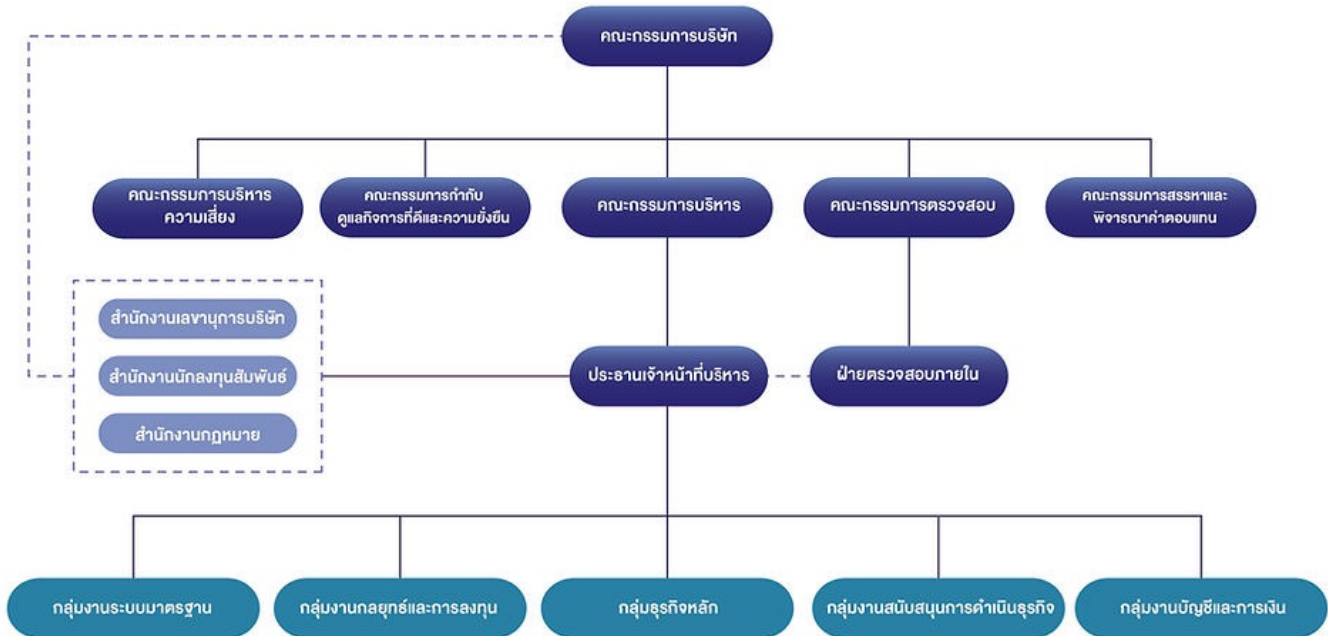 คณะกรรมการบริษัท
คณะกรรมการบริหาร
ความเสี่ยง
คณะกรรมการกำกับ
ดูแลกิจการที่ดีและความยั่งยืน
คณะกรรมการบริหาร
คณะกรรมการตรวจสอบ
คณะกรรมการสรรหาและ
พิจารณาค่าตอบแทน
สำนักงานเลขานุการบริษัท
สำนักงานนักลงทุนสัมพันธ์
สำนักงานกฎหมาย
ประธานเจ้าหน้าที่บริหาร
ฝ่ายตรวจสอบภายใน
กลุ่มงานระบบมาตรฐาน
กลุ่มงานกลยุทธ์และการลงทุน
กลุ่มธุรกิจหลัก
กลุ่มงานสนับสนุนการดำเนินธุรกิจ
กลุ่มงานบัญชีและการเงิน